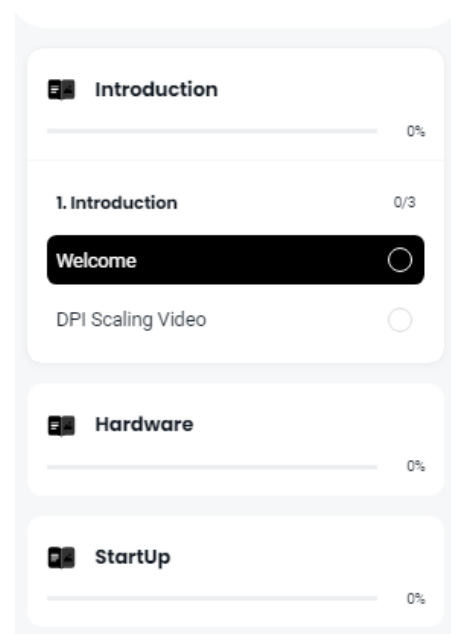 Introduction
0%
1. Introduction 0/3
Welcome
DPI Scaling Video
Hardware
0%
StartUp
0%